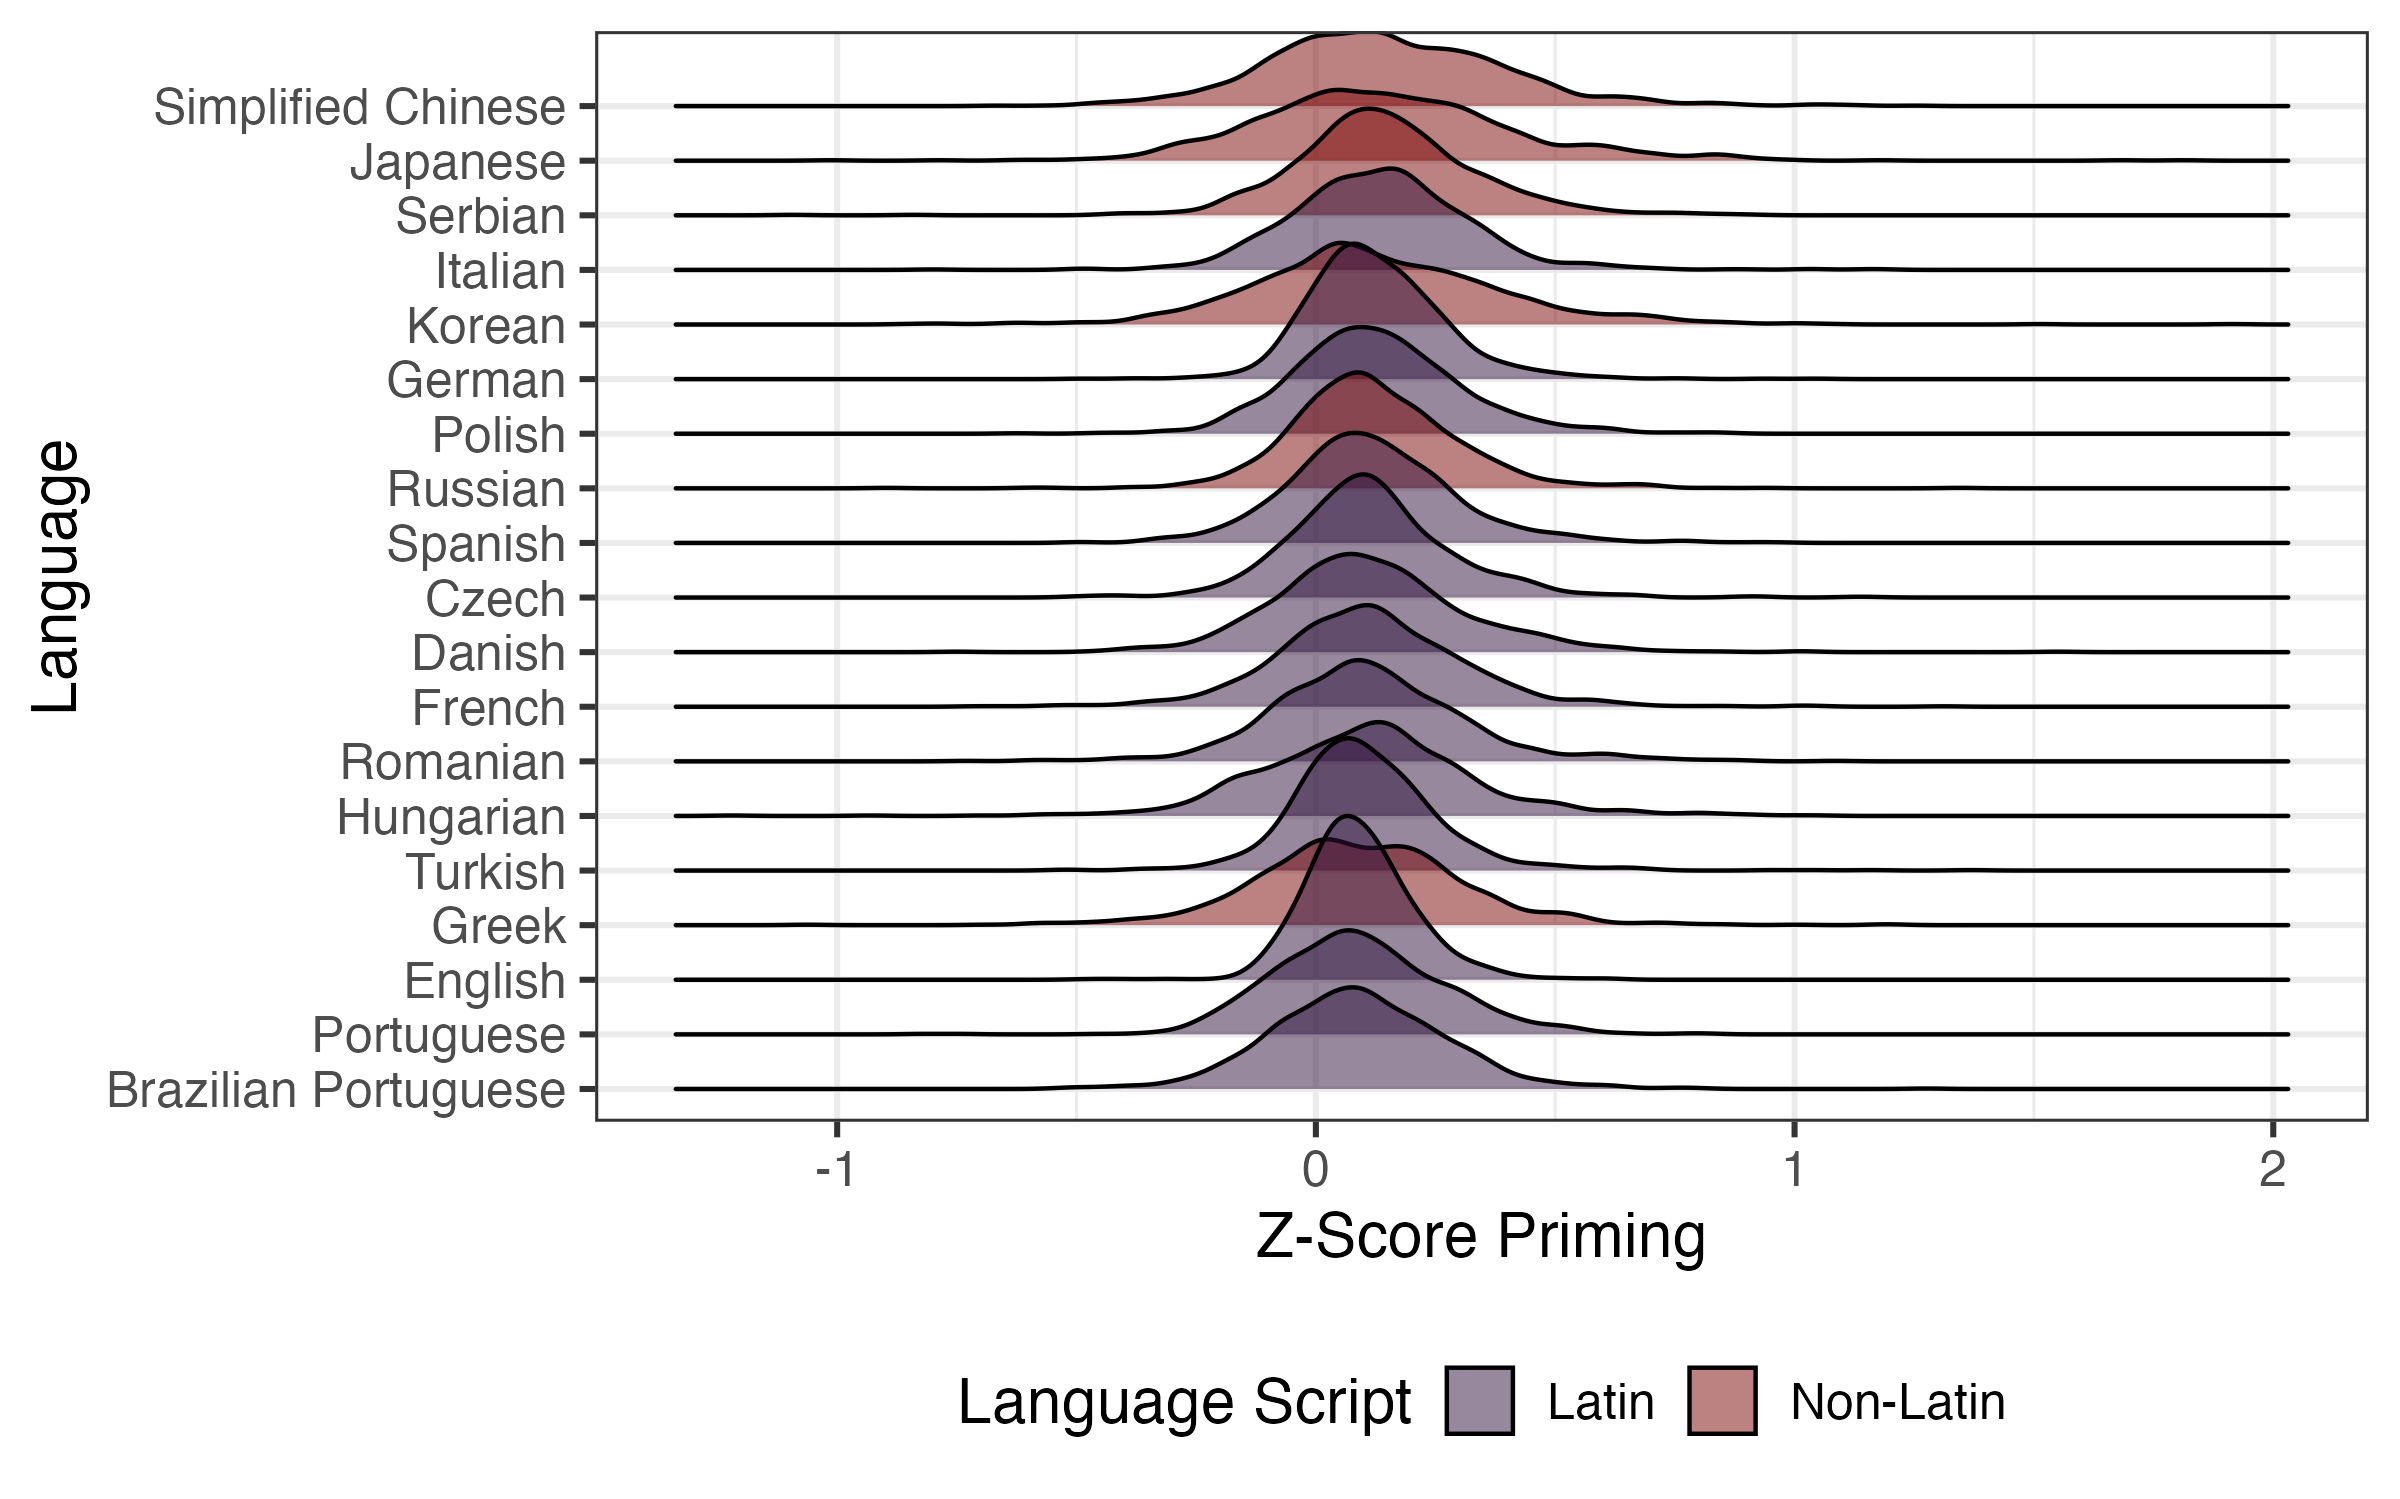 Language
Simplified Chinese
Japanese
Serbian
Italian
Korean
German
Polish
Russian
Spanish
Czech
Danish
French
Romanian
Hungarian
Turkish
Greek
English
Portuguese
Brazilian Portuguese
-1 0 1 2
Z-Score Priming
Language Script Latin Non-Latin